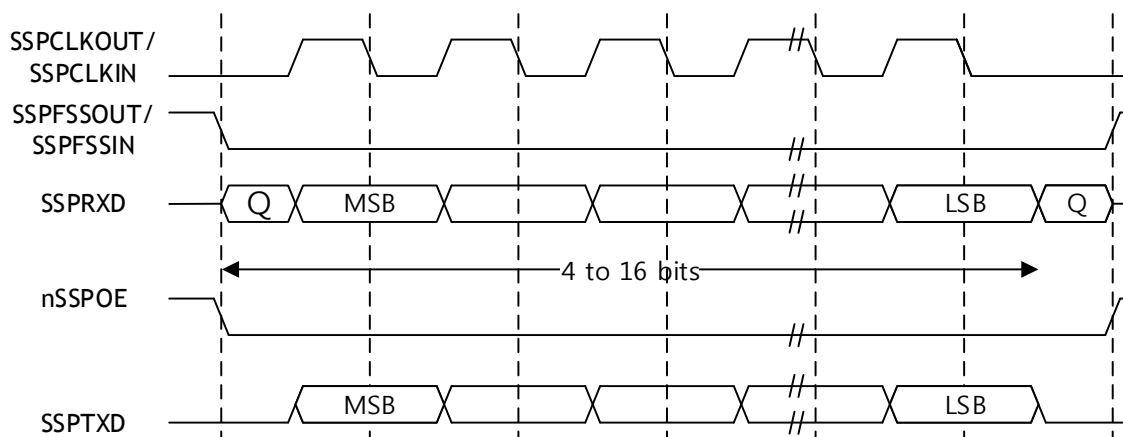 SSPCLKOUT/
SSPCLKIN
SSPFSSOUT/
SSPFSSIN
SSPRXD
Q
MSB
LSB
Q
4 to 16 bits
nSSPOE
SSPTXD
MSB
LSB